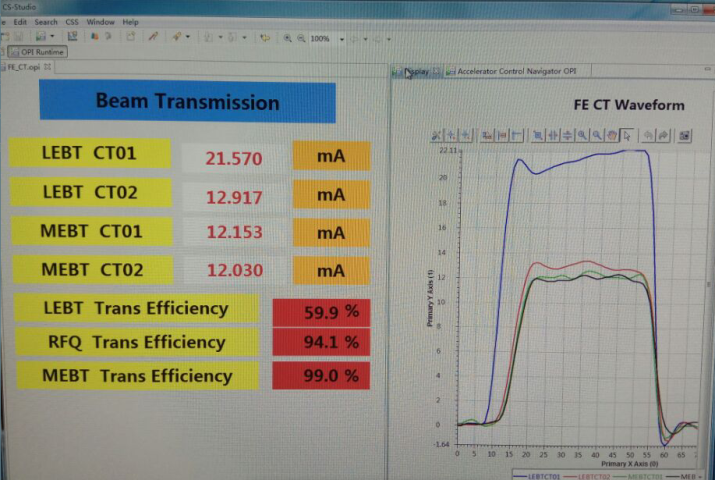 CS-Studio
Edit Search CSS Window Help
100%
OPI Runtime
FE_CT.opi
Display
Accelerator Control Navigator OPI
Beam Transmission
LEBT CT01 21.570 mA
LEBT CT02 12.917 mA
MEBT CT01 12.153 mA
MEBT CT02 12.030 mA
LEBT Trans Efficiency 59.9 %
RFQ Trans Efficiency 94.1 %
MEBT Trans Efficiency 99.0 %
FE CT Waveform
22.11
20
18
16
14
12
10
8
6
4
2
0
-1.64
Primary Y Axis (1)
0 5 10 15 20 25 30 35 40 45 50 55 60 65
Primary X Axis (0)
LEBTCT01 LEBTCT02 MEBTCT01 MEB